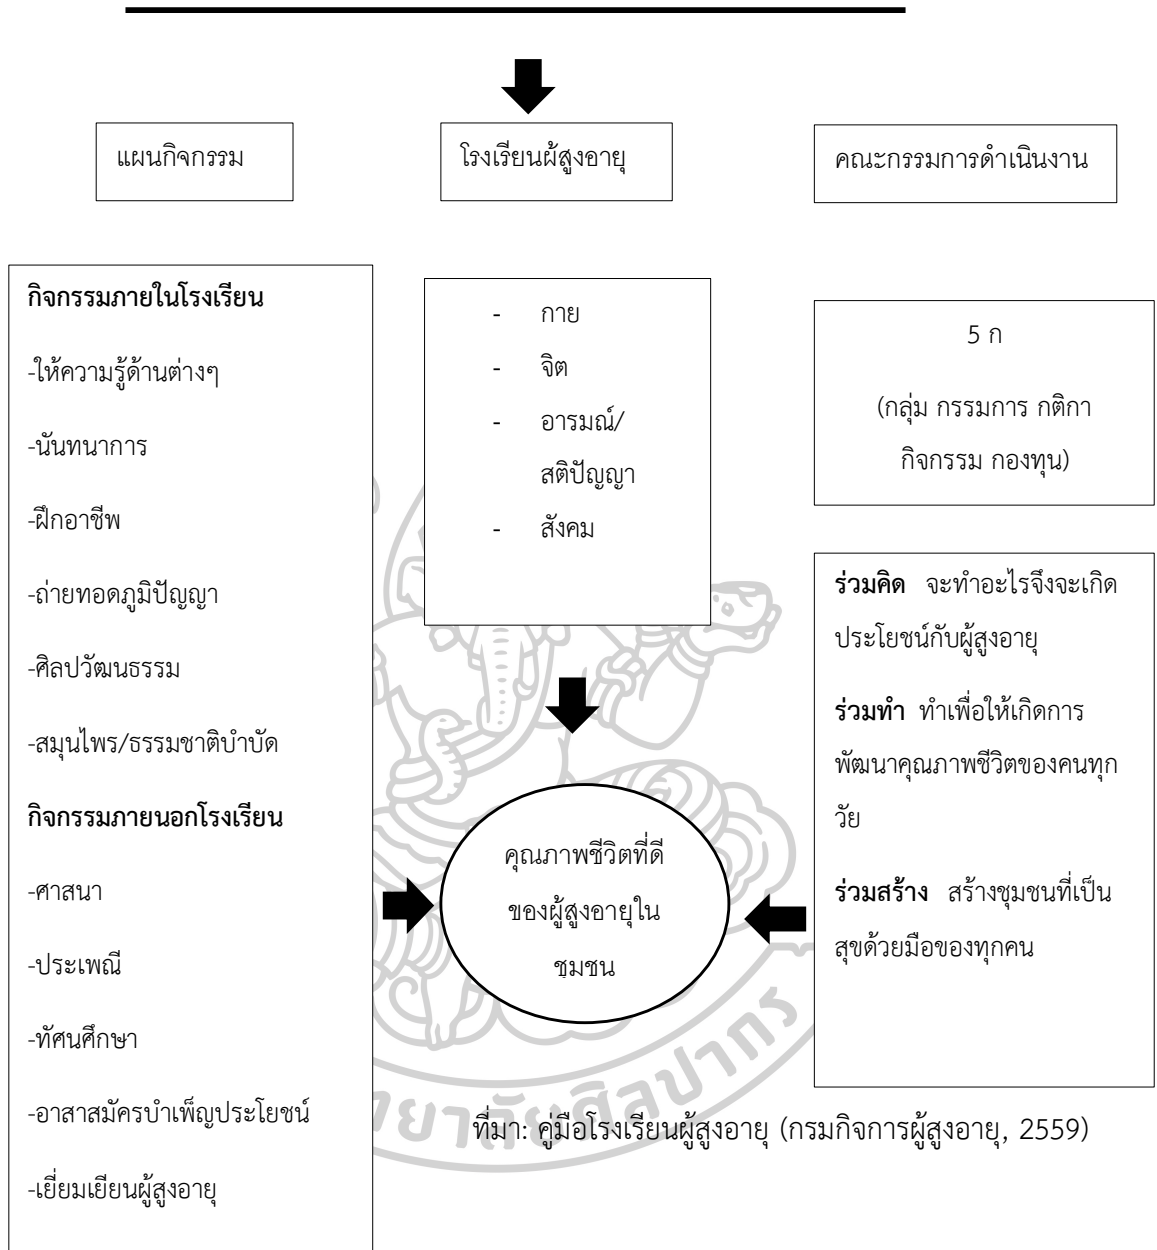 แผนกิจกรรม
โรงเรียนผ้สูงอายุ
คณะกรรมการดำเนินงาน
กิจกรรมภายในโรงเรียน
-ให้ความรู้ด้านต่างๆ
-นันทนาการ
-ฝึกอาชีพ
-ถ่ายทอดภูมิปัญญา
-ศิลปวัฒนธรรม
-สมุนไพร/ธรรมชาติบำบัด
กิจกรรมภายนอกโรงเรียน
-ศาสนา
-ประเพณี
-ทัศนศึกษา
-อาสาสมัครบำเพ็ญประโยชน์
-เยี่ยมเยียนผู้สูงอายุ
- กาย
- จิต
- อารมณ์/
สติปัญญา
- สังคม
5 ก
(กลุ่ม กรรมการ กติกา
กิจกรรม กองทุน)
ร่วมคิด จะทำอะไรจึงจะเกิด
ประโยชน์กับผู้สูงอายุ
ร่วมทำ ทำเพื่อให้เกิดการ
พัฒนาคุณภาพชีวิตของคนทุก
วัย
ร่วมสร้าง สร้างชุมชนที่เป็น
สุขด้วยมือของทุกคน
คุณภาพชีวิตที่ดี
ของผู้สูงอายุใน
ชุมชน
ยาลัยศิลปากร
ที่มา: คู่มือโรงเรียนผู้สูงอายุ (กรมกิจการผู้สูงอายุ, 2559)